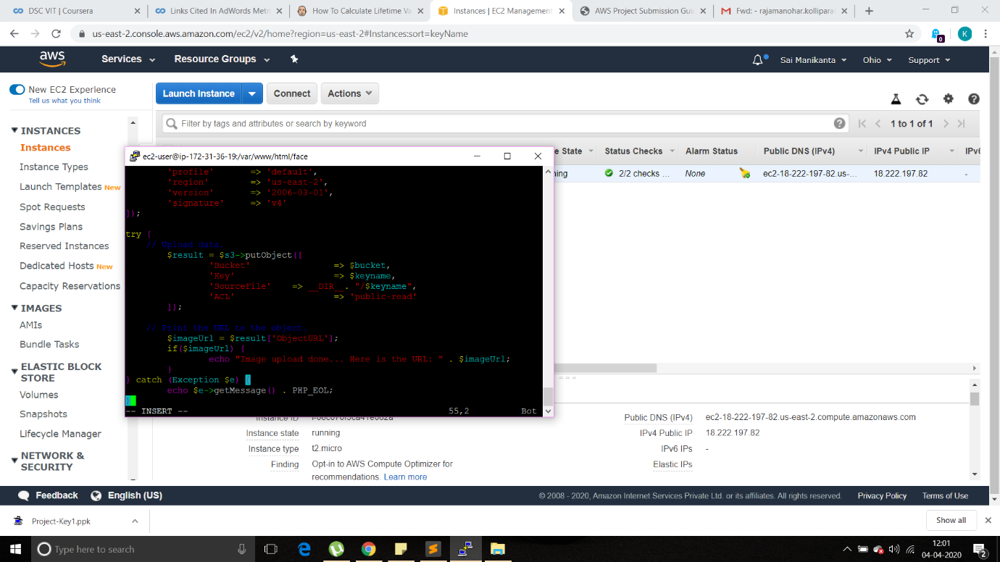 DSC VIT | Coursera
Links Cited In AdWords Metri
How To Calculate Lifetime Va
Instances | EC2 Management
AWS Project Submission Gui
Fwd: - rajamanohar.kollipara
us-east-2.console.aws.amazon.com/ec2/v2/home?region=us-east-2#Instances:sort=keyName
0
K
aws
Services
Resource Groups
Sai Manikanta
Ohio
Support
New EC2 Experience
Tell us what you think
Launch Instance
Connect
Actions
Filter by tags and attributes or search by keyword
1 to 1 of 1
INSTANCES
Instances
Instance Types
Launch Templates New
Spot Requests
Savings Plans
Reserved Instances
Dedicated Hosts New
Capacity Reservations
IMAGES
AMIs
Bundle Tasks
ELASTIC BLOCK
STORE
Volumes
Snapshots
Lifecycle Manager
NETWORK &
SECURITY
e State
Status Checks
Alarm Status
Public DNS (IPv4)
IPv4 Public IP
IPv6
ning
2/2 checks ...
None
ec2-18-222-197-82.us-...
18.222.197.82
-
ec2-user@ip-172-31-36-19:/var/www/html/face
'profile' => 'default',
'region' => 'us-east-2',
'version' => '2006-03-01',
'signature' => 'v4'
]);
try {
// Upload data.
$result = $s3->putObject([
'Bucket' => $bucket,
'Key' => $keyname,
'SourceFile' => __DIR__. "/$keyname",
'ACL' => 'public-read'
]);
// Print the URL to the object.
$imageUrl = $result['ObjectURL'];
if($imageUrl) {
echo "Image upload done... Here is the URL: " . $imageUrl;
}
} catch (Exception $e) {
echo $e->getMessage() . PHP_EOL;
}
-- INSERT --
55,2
Bot
Instance ID
Instance state
running
Instance type
t2.micro
Finding
Opt-in to AWS Compute Optimizer for
recommendations. Learn more
Public DNS (IPv4)
ec2-18-222-197-82.us-east-2.compute.amazonaws.com
IPv4 Public IP
18.222.197.82
IPv6 IPs
-
Elastic IPs
Feedback
English (US)
© 2008 - 2020, Amazon Internet Services Private Ltd. or its affiliates. All rights reserved.
Privacy Policy
Terms of Use
Project-Key1.ppk
Show all
Type here to search
12:01
04-04-2020
2